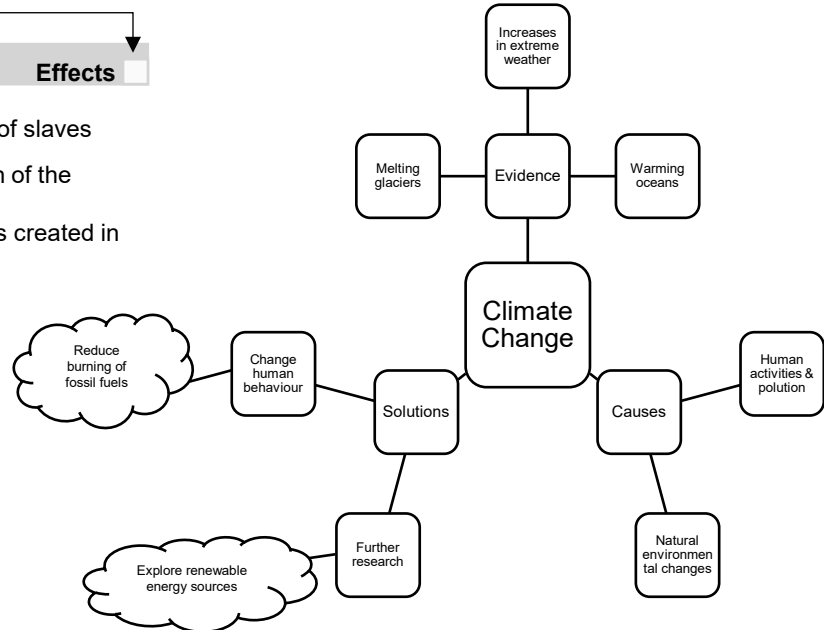 Effects
of slaves
n of the
s created in
Increases
in extreme
weather
Melting
glaciers
Evidence
Warming
oceans
Climate
Change
Reduce
burning of
fossil fuels
Change
human
behaviour
Solutions
Causes
Human
activities &
polution
Explore renewable
energy sources
Further
research
Natural
environmen
tal changes